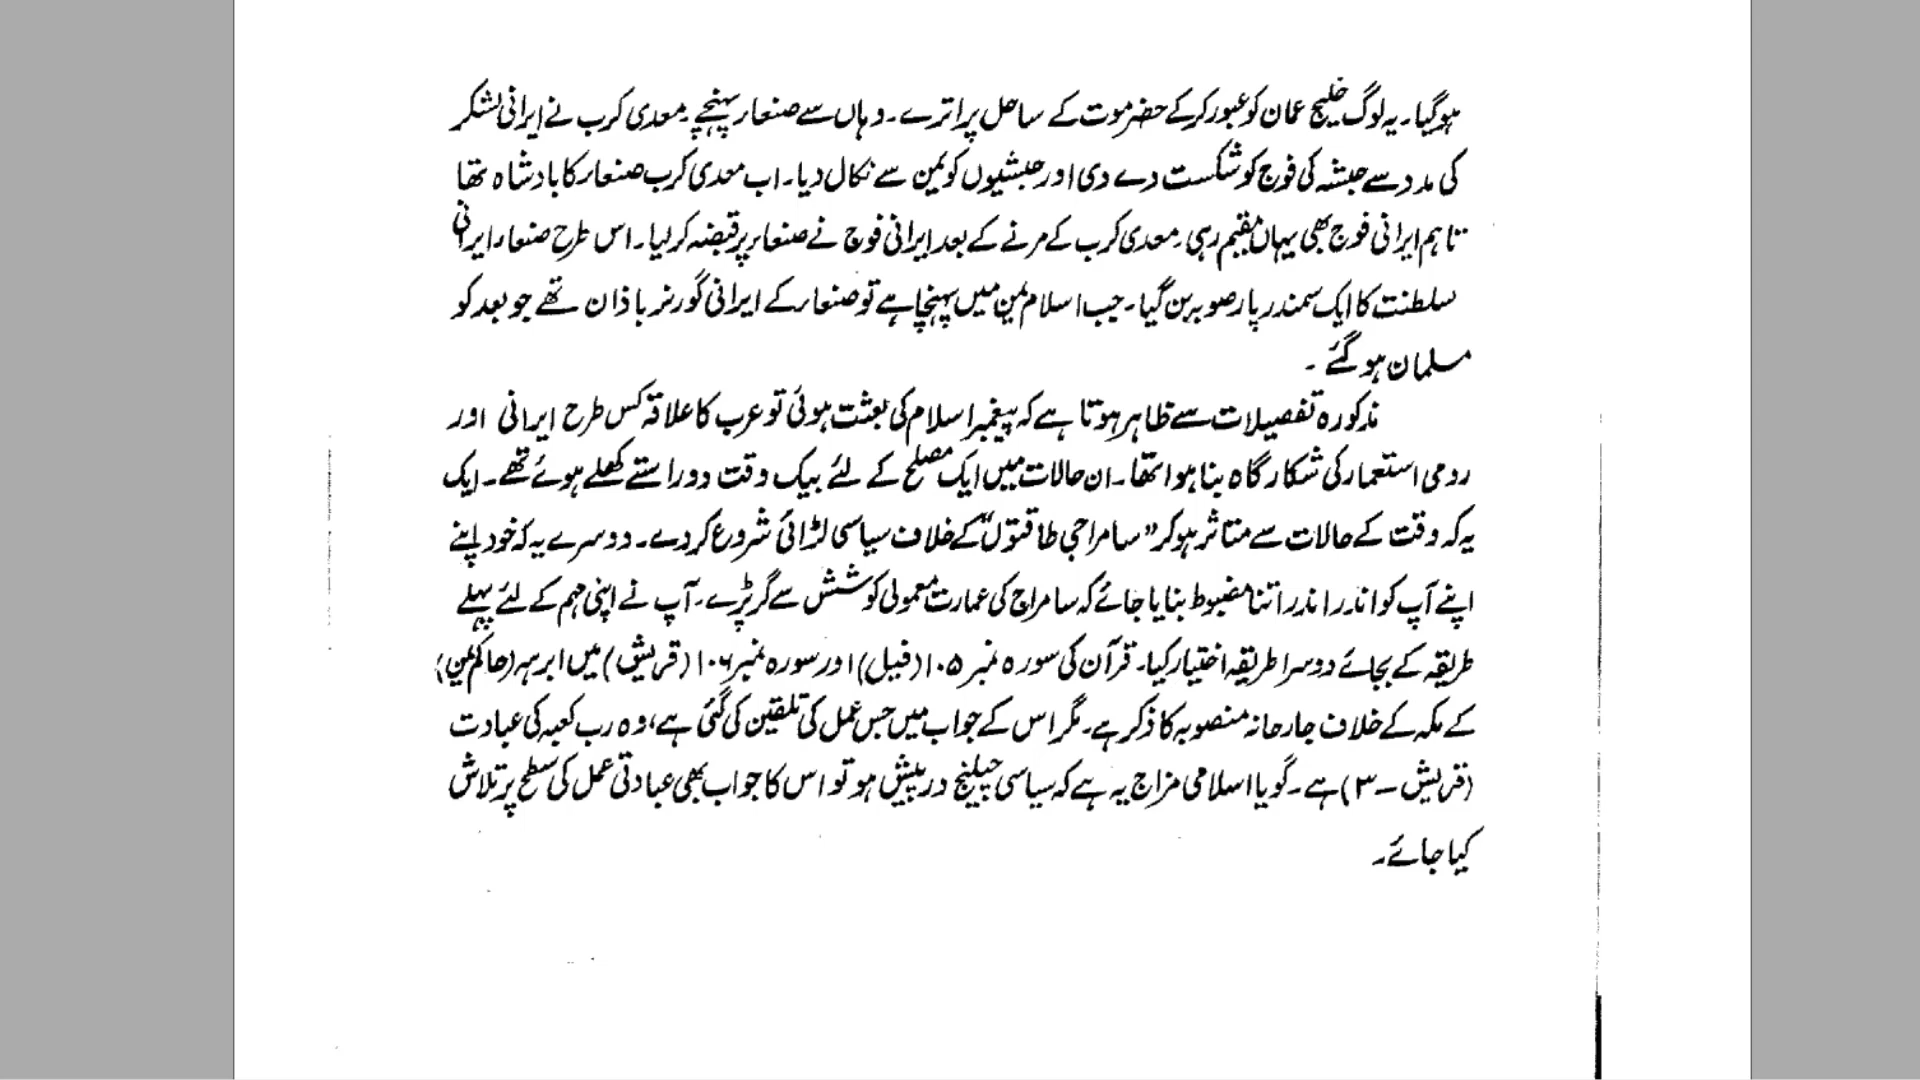 ہوگیا۔ یہ لوگ خلیج عمان کو عبور کرکے حضرموت کے ساحل پر اترے۔ وہاں سے صنعار پہنچے۔ معدی کرب نے ایرانی لشکر
کی مدد سے حبشہ کی فوج کو شکست دے دی اور حبشیوں کو یمن سے نکال دیا۔ اب معدی کرب صنعار کا بادشاہ تھا
تاہم ایرانی فوج بھی یہاں مقیم رہی۔ معدی کرب کے مرنے کے بعد ایرانی فوج نے صنعار پر قبضہ کرلیا۔ اس طرح صنعاء ایرانی
سلطنت کا ایک سمندر پار صوبہ بن گیا۔ جب اسلام یمن میں پہنچا ہے تو صنعار کے ایرانی گورنر باذان تھے جو بعد کو
مسلمان ہوگئے۔
مذکورہ تفصیلات سے ظاہر ہوتا ہے کہ پیغمبر اسلام کی بعثت ہوئی تو عرب کا علاقہ کس طرح ایرانی اور
رومی استعمار کی شکار گاہ بنا ہوا تھا۔ ان حالات میں ایک مصلح کے لئے بیک وقت دو راستے کھلے ہوئے تھے۔ ایک
یہ کہ وقت کے حالات سے متاثر ہوکر ”سامراجی طاقتوں“ کے خلاف سیاسی لڑائی شروع کردے۔ دوسرے یہ کہ خود اپنے
اپنے آپ کو اندر اندر اتنا مضبوط بنایا جائے کہ سامراج کی عمارت معمولی کوشش سے گر پڑے۔ آپ نے اپنی مہم کے لئے پہلے
طریقہ کے بجائے دوسرا طریقہ اختیار کیا۔ قرآن کی سورہ نمبر ۱۰۵ (فیل) اور سورہ نمبر ۱۰۶ (قریش) میں ابرہہ (حاکم یمن)
کے مکہ کے خلاف جارحانہ منصوبہ کا ذکر ہے۔ مگر اس کے جواب میں جس عمل کی تلقین کی گئی ہے، وہ رب کعبہ کی عبادت
(قریش – ۳) ہے۔ گویا اسلامی مزاج یہ ہے کہ سیاسی چیلنج درپیش ہو تو اس کا جواب بھی عبادتی عمل کی سطح پر تلاش
کیا جائے۔